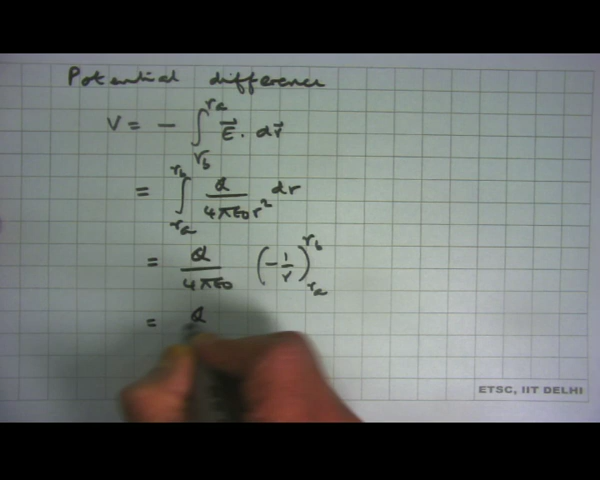 Potential difference
V = - ∫_{r_b}^{r_a} E⃗ . dr⃗
= ∫_{r_a}^{r_b} Q / 4πε0r² dr
= Q / 4πε0 (-1/r)_{r_a}^{r_b}
= Q
ETSC, IIT DELHI